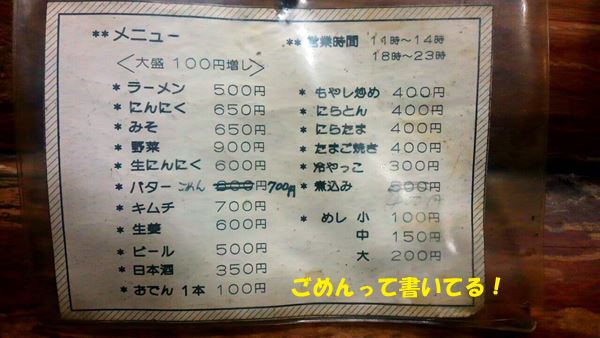 ** メニュー
<大盛 100円増し>
* ラーメン 500円
* にんにく 650円
* みそ 650円
* 野菜 900円
* 生にんにく 600円
* バター ごめん 600円 700円
* キムチ 700円
* 生姜 600円
* ビール 500円
* 日本酒 350円
* おでん 1本 100円
** 営業時間 11時～14時
18時～23時
* もやし炒め 400円
* にらとん 400円
* にらたま 400円
* たまご焼き 400円
* 冷やっこ 300円
* 煮込み 500円
* めし 小 100円
中 150円
大 200円
ごめんって書いてる！